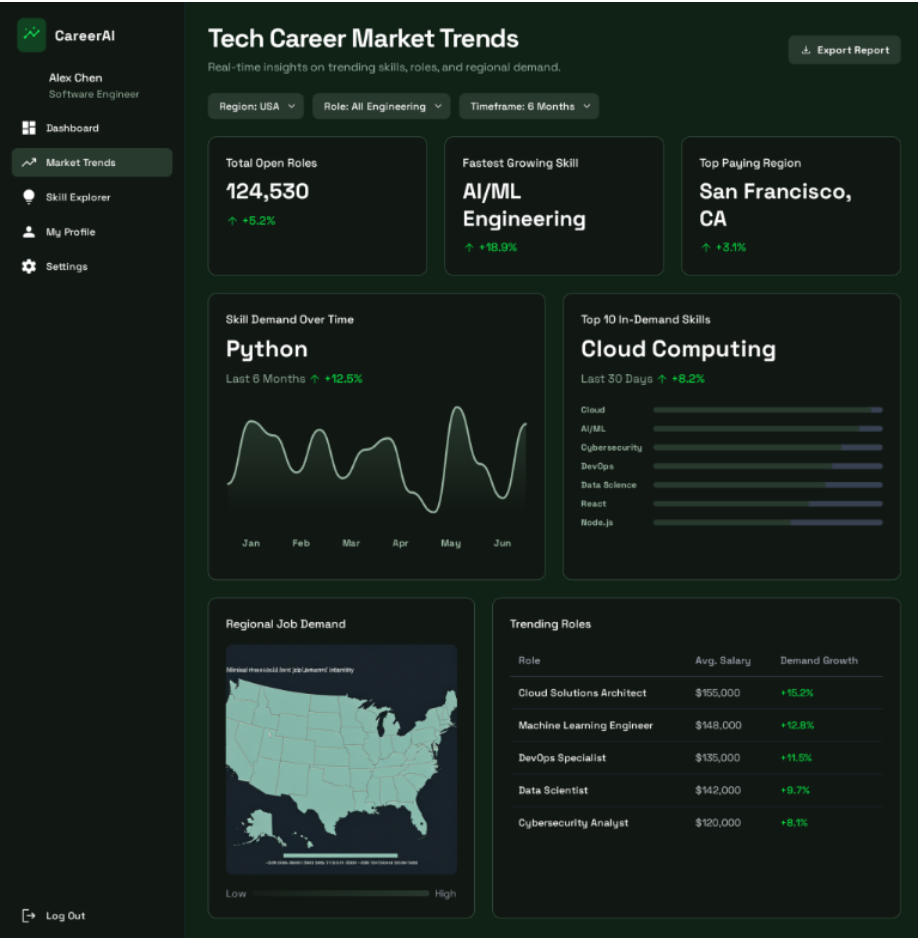 CareerAI
Alex Chen
Software Engineer
Dashboard
Market Trends
Skill Explorer
My Profile
Settings
Log Out
Tech Career Market Trends
Real-time insights on trending skills, roles, and regional demand.
Export Report
Region: USA
Role: All Engineering
Timeframe: 6 Months
Total Open Roles
124,530
↑ +5.2%
Fastest Growing Skill
AI/ML
Engineering
↑ +18.9%
Top Paying Region
San Francisco,
CA
↑ +3.1%
Skill Demand Over Time
Python
Last 6 Months ↑ +12.5%
Jan Feb Mar Apr May Jun
Top 10 In-Demand Skills
Cloud Computing
Last 30 Days ↑ +8.2%
Cloud
AI/ML
Cybersecurity
DevOps
Data Science
React
Node.js
Regional Job Demand
Low High
Trending Roles
Role Avg. Salary Demand Growth
Cloud Solutions Architect $155,000 +15.2%
Machine Learning Engineer $148,000 +12.8%
DevOps Specialist $135,000 +11.5%
Data Scientist $142,000 +9.7%
Cybersecurity Analyst $120,000 +8.1%